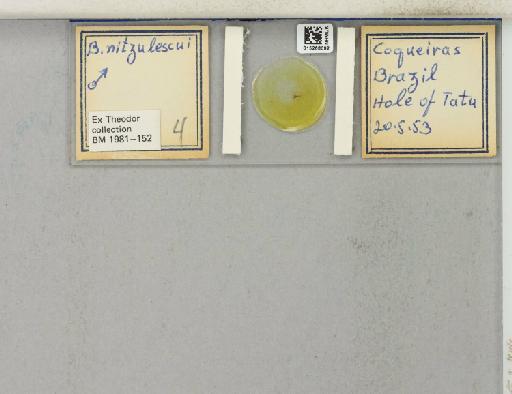 B. nitzulescui
♂
Ex Theodor
collection
BM 1981-152
4
Coqueiras
Brazil
Hole of Tatu
20.5.53